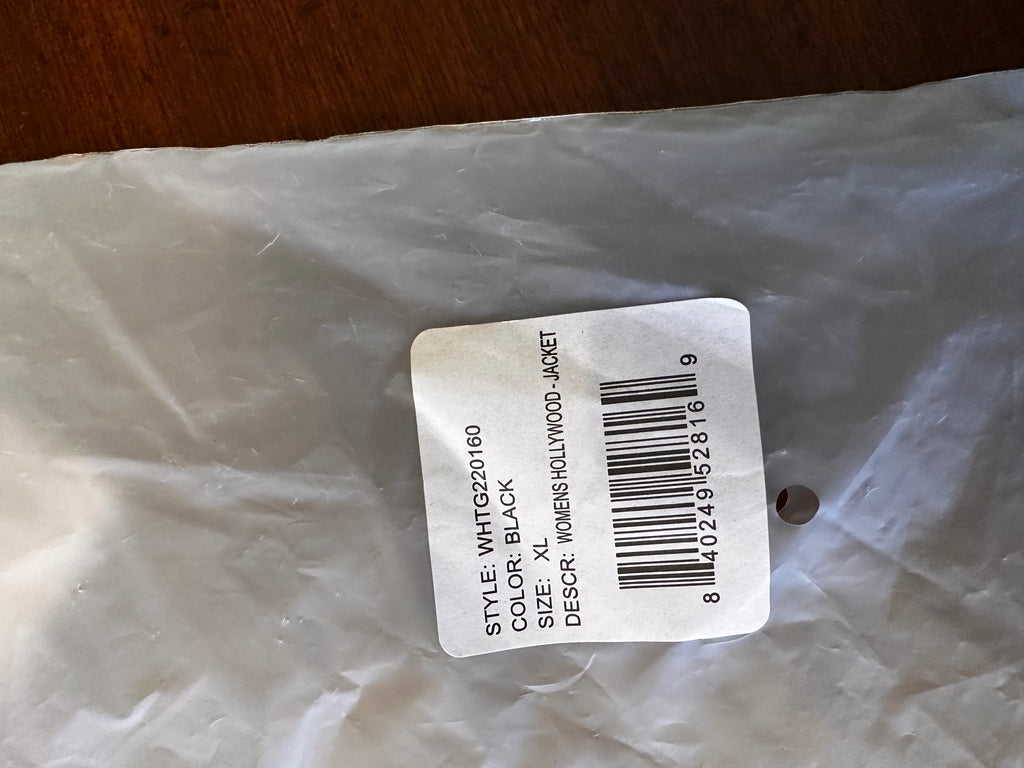 STYLE: WHTG220160
COLOR: BLACK
SIZE: XL
DESCR: WOMENS HOLLYWOOD - JACKET
8 40249 52816 9